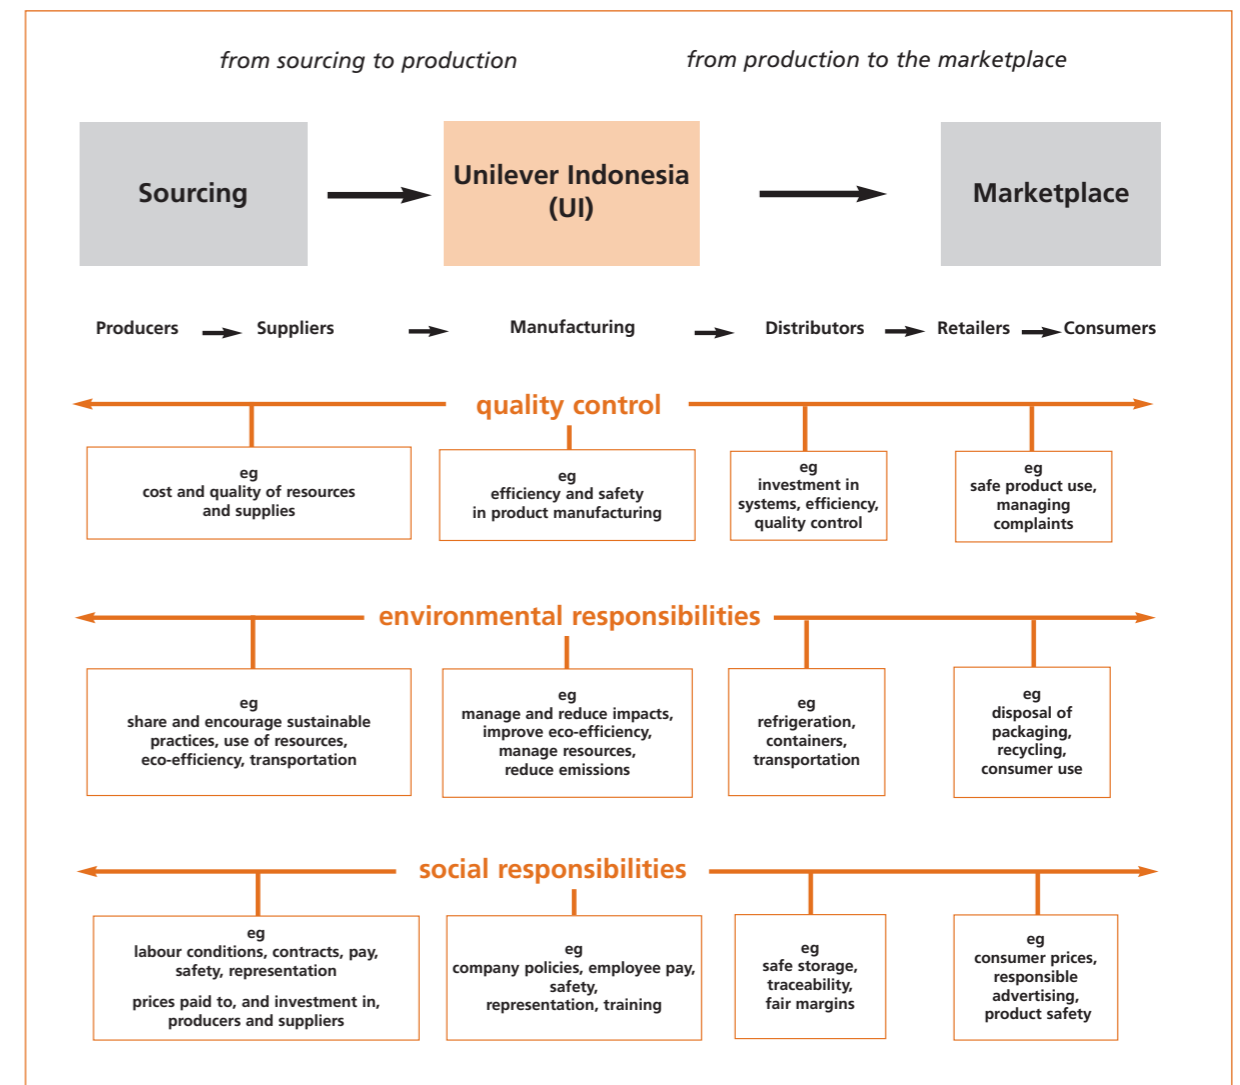 from sourcing to production
from production to the marketplace
Sourcing
Unilever Indonesia
(UI)
Marketplace
Producers
Suppliers
Manufacturing
Distributors
Retailers
Consumers
quality control
eg
cost and quality of resources
and supplies
eg
efficiency and safety
in product manufacturing
eg
investment in
systems, efficiency,
quality control
eg
safe product use,
managing
complaints
environmental responsibilities
eg
share and encourage sustainable
practices, use of resources,
eco-efficiency, transportation
eg
manage and reduce impacts,
improve eco-efficiency,
manage resources,
reduce emissions
eg
refrigeration,
containers,
transportation
eg
disposal of
packaging,
recycling,
consumer use
social responsibilities
eg
labour conditions, contracts, pay,
safety, representation
prices paid to, and investment in,
producers and suppliers
eg
company policies, employee pay,
safety,
representation, training
eg
safe storage,
traceability,
fair margins
eg
consumer prices,
responsible
advertising,
product safety